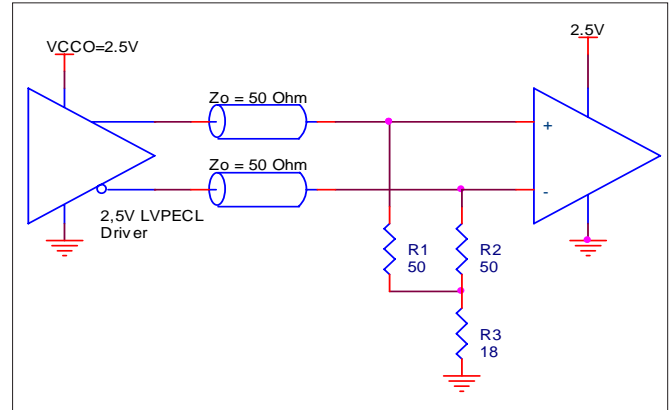 VCCO=2.5V
2.5V
Zo = 50 Ohm
+
Zo = 50 Ohm
-
2,5V LVPECL
Driver
R1
50
R2
50
R3
18